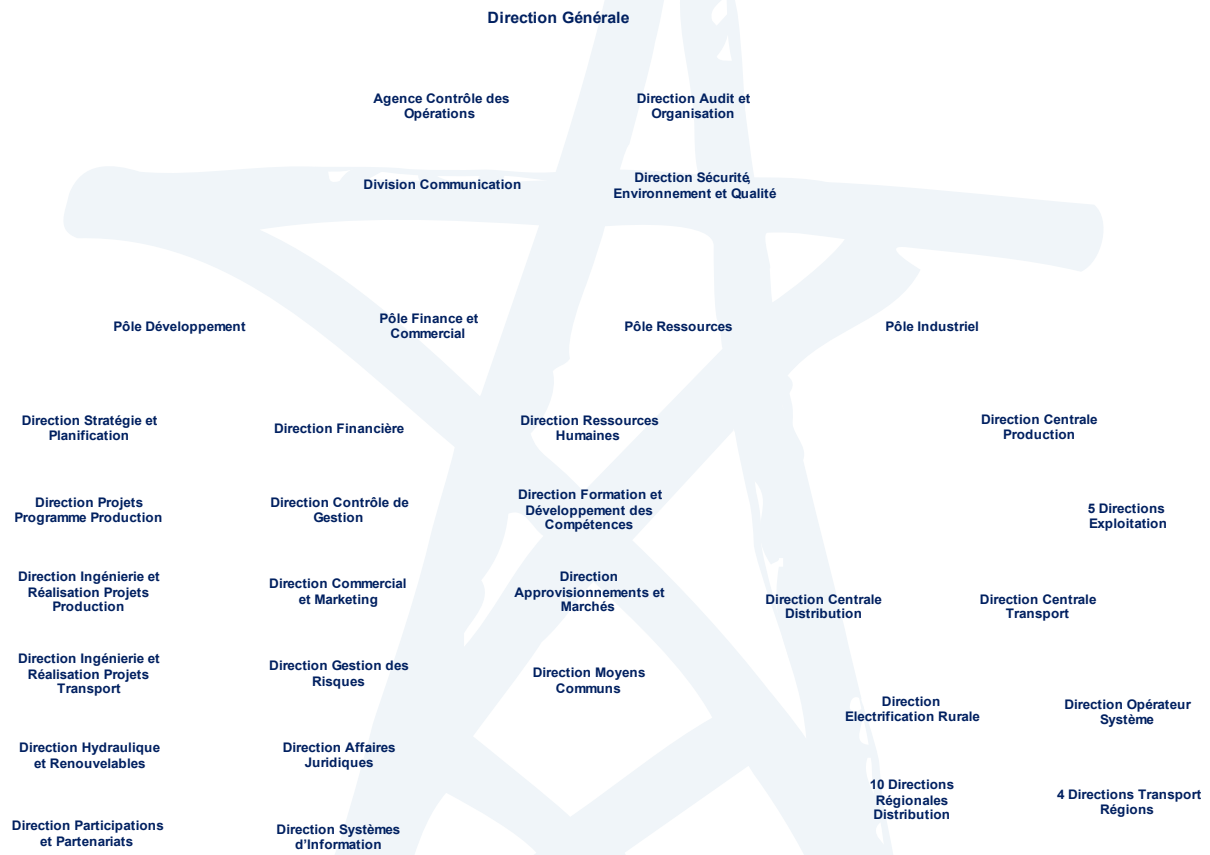 Direction Générale
Agence Contrôle des
Opérations
Direction Audit et
Organisation
Division Communication
Direction Sécurité,
Environnement et Qualité
Pôle Développement
Pôle Finance et
Commercial
Pôle Ressources
Pôle Industriel
Direction Stratégie et
Planification
Direction Financière
Direction Ressources
Humaines
Direction Centrale
Production
Direction Projets
Programme Production
Direction Contrôle de
Gestion
Direction Formation et
Développement des
Compétences
5 Directions
Exploitation
Direction Ingénierie et
Réalisation Projets
Production
Direction Commercial
et Marketing
Direction
Approvisionnements et
Marchés
Direction Centrale
Distribution
Direction Centrale
Transport
Direction Ingénierie et
Réalisation Projets
Transport
Direction Gestion des
Risques
Direction Moyens
Communs
Direction
Electrification Rurale
Direction Opérateur
Système
Direction Hydraulique
et Renouvelables
Direction Affaires
Juridiques
10 Directions
Régionales
Distribution
4 Directions Transport
Régions
Direction Participations
et Partenariats
Direction Systèmes
d'Information